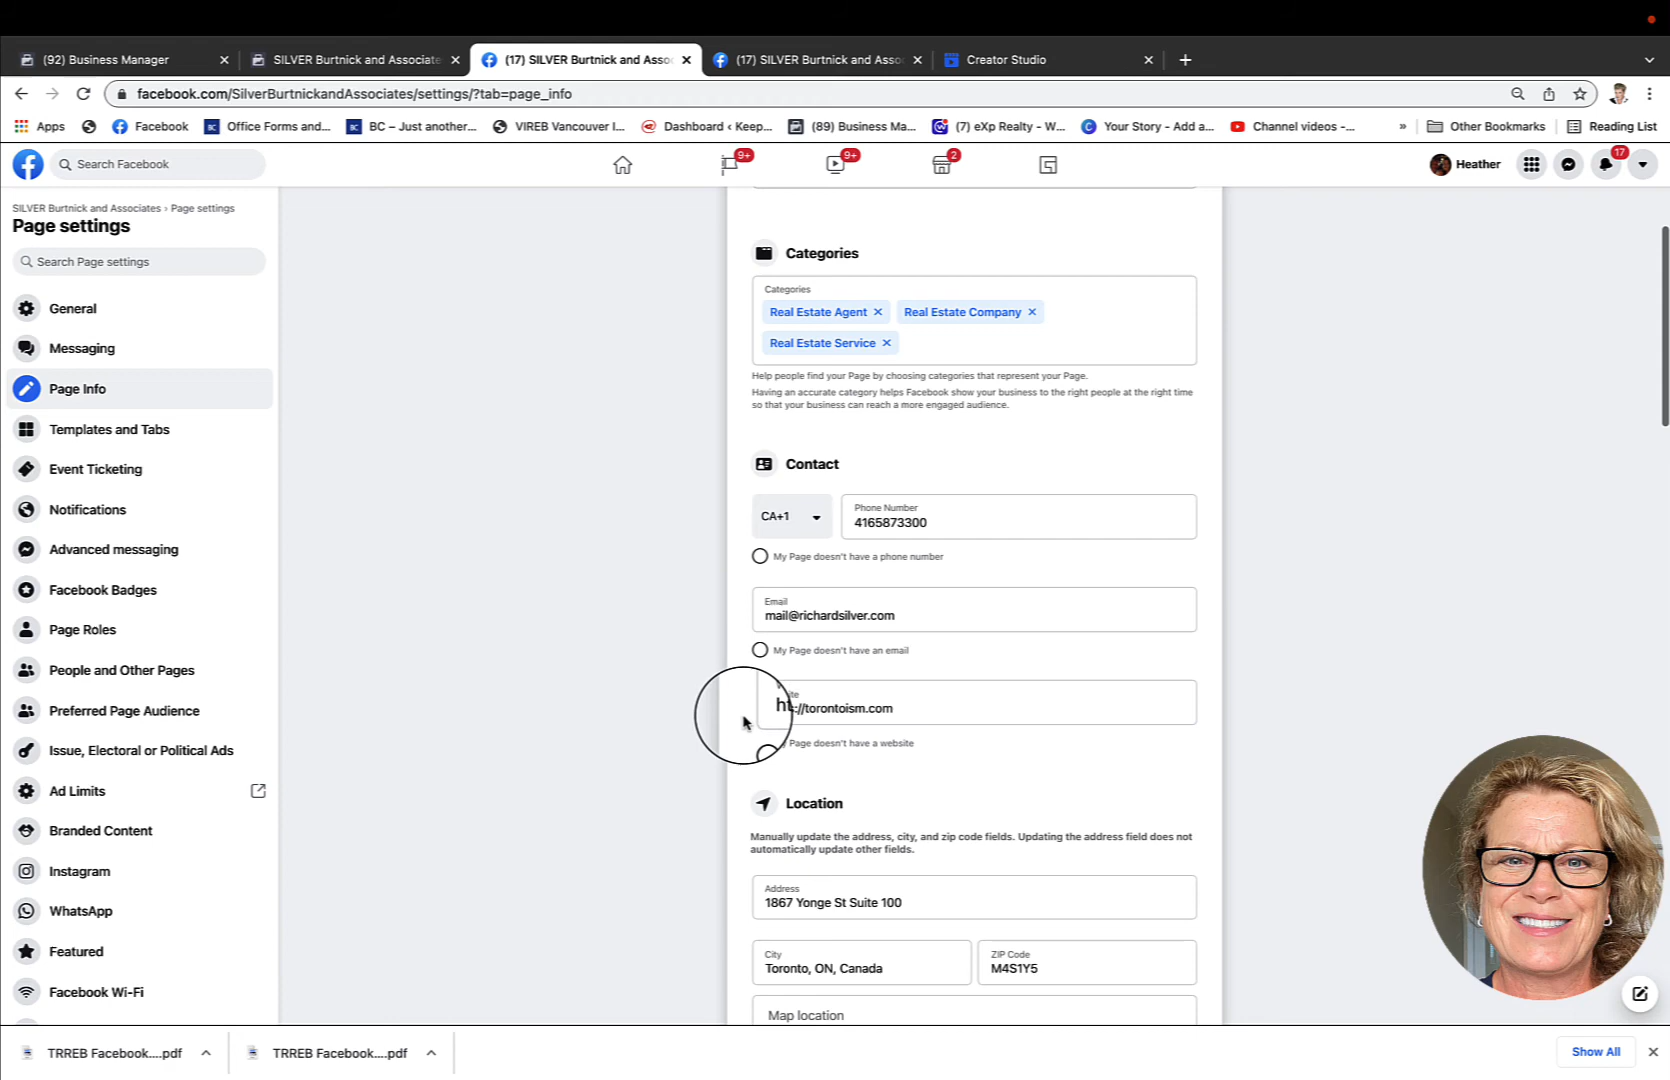 (92) Business Manager
SILVER Burtnick and Associate
(17) SILVER Burtnick and Asso
(17) SILVER Burtnick and Asso
Creator Studio
facebook.com/SilverBurtnickandAssociates/settings/?tab=page_info
Apps
Facebook
Office Forms and...
BC – Just another...
VIREB Vancouver I...
Dashboard ‹ Keep...
(89) Business Ma...
(7) eXp Realty - W...
Your Story - Add a...
Channel videos -...
»
Other Bookmarks
Reading List
Search Facebook
9+
9+
2
Heather
17
SILVER Burtnick and Associates › Page settings
Page settings
Search Page settings
General
Messaging
Page Info
Templates and Tabs
Event Ticketing
Notifications
Advanced messaging
Facebook Badges
Page Roles
People and Other Pages
Preferred Page Audience
Issue, Electoral or Political Ads
Ad Limits
Branded Content
Instagram
WhatsApp
Featured
Facebook Wi-Fi
Categories
Categories
Real Estate Agent
Real Estate Company
Real Estate Service
Help people find your Page by choosing categories that represent your Page.
Having an accurate category helps Facebook show your business to the right people at the right time
so that your business can reach a more engaged audience.
Contact
CA+1
Phone Number
4165873300
My Page doesn't have a phone number
Email
mail@richardsilver.com
My Page doesn't have an email
://torontoism.com
Page doesn't have a website
Location
Manually update the address, city, and zip code fields. Updating the address field does not
automatically update other fields.
Address
1867 Yonge St Suite 100
City
Toronto, ON, Canada
ZIP Code
M4S1Y5
Map location
TRREB Facebook....pdf
TRREB Facebook....pdf
Show All